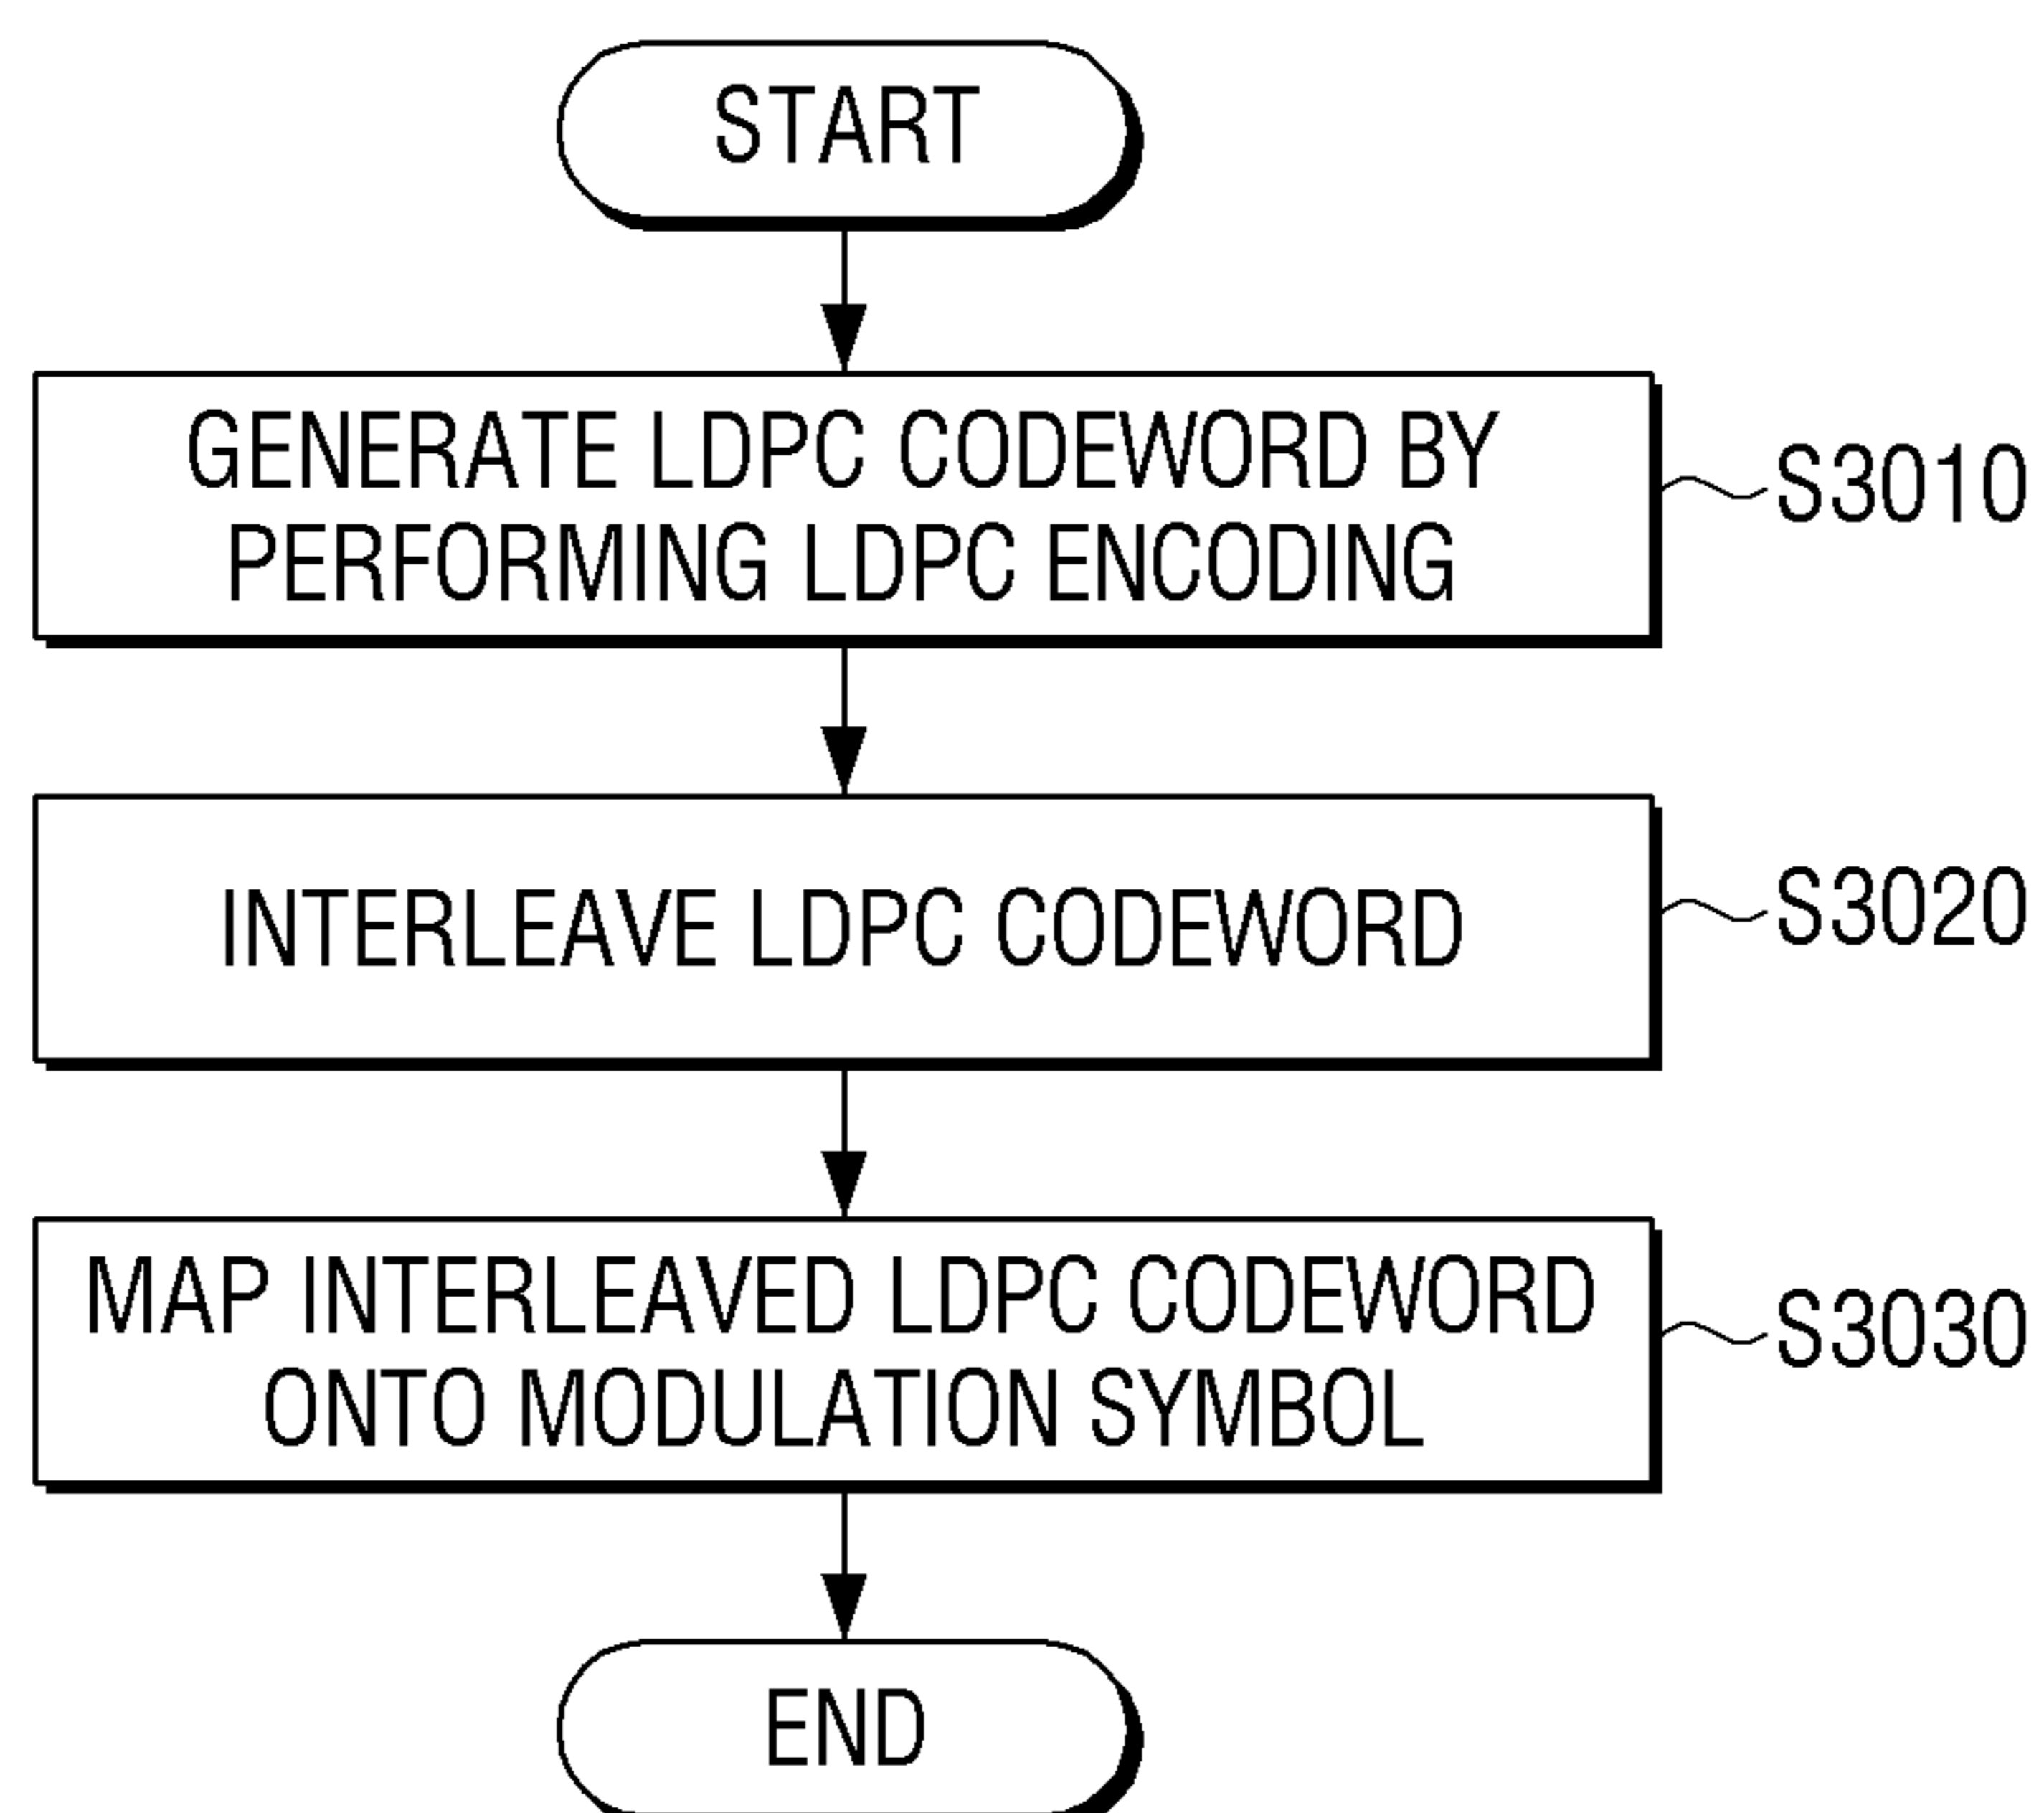 START
GENERATE LDPC CODEWORD BY
PERFORMING LDPC ENCODING
S3010
INTERLEAVE LDPC CODEWORD
S3020
MAP INTERLEAVED LDPC CODEWORD
ONTO MODULATION SYMBOL
S3030
END